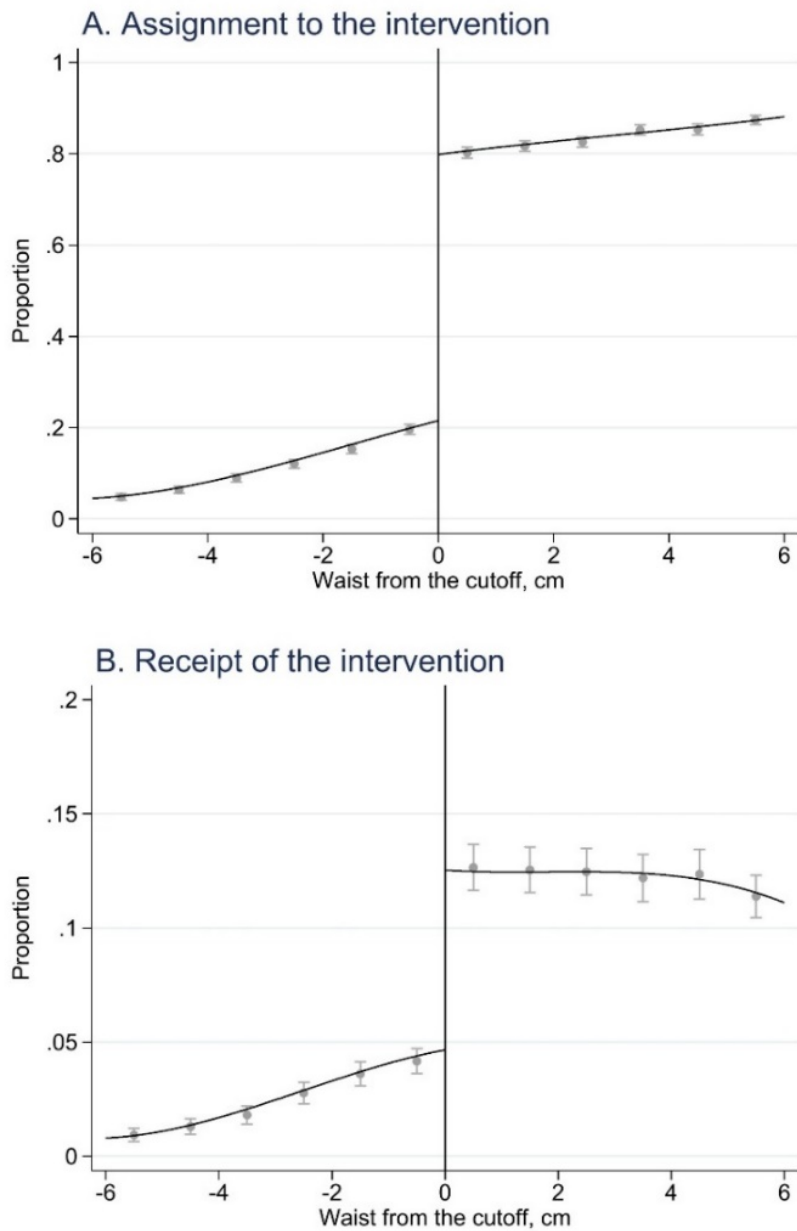 A. Assignment to the intervention
1
.8
.6
.4
.2
0
Proportion
-6 -4 -2 0 2 4 6
Waist from the cutoff, cm
B. Receipt of the intervention
.2
.15
.1
.05
0
Proportion
-6 -4 -2 0 2 4 6
Waist from the cutoff, cm